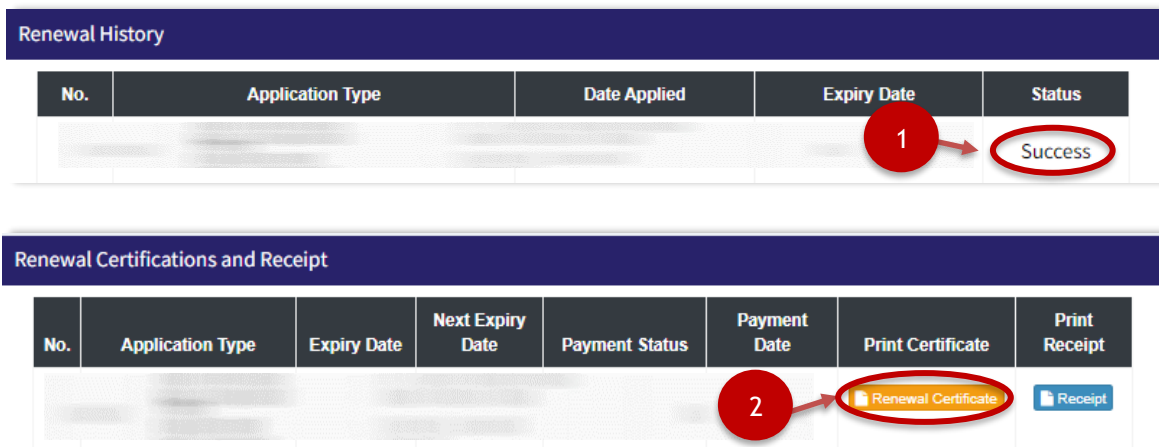 Renewal History
No. Application Type Date Applied Expiry Date Status
1
Success
Renewal Certifications and Receipt
No. Application Type Expiry Date Next Expiry Date Payment Status Payment Date Print Certificate Print Receipt
2
Renewal Certificate Receipt